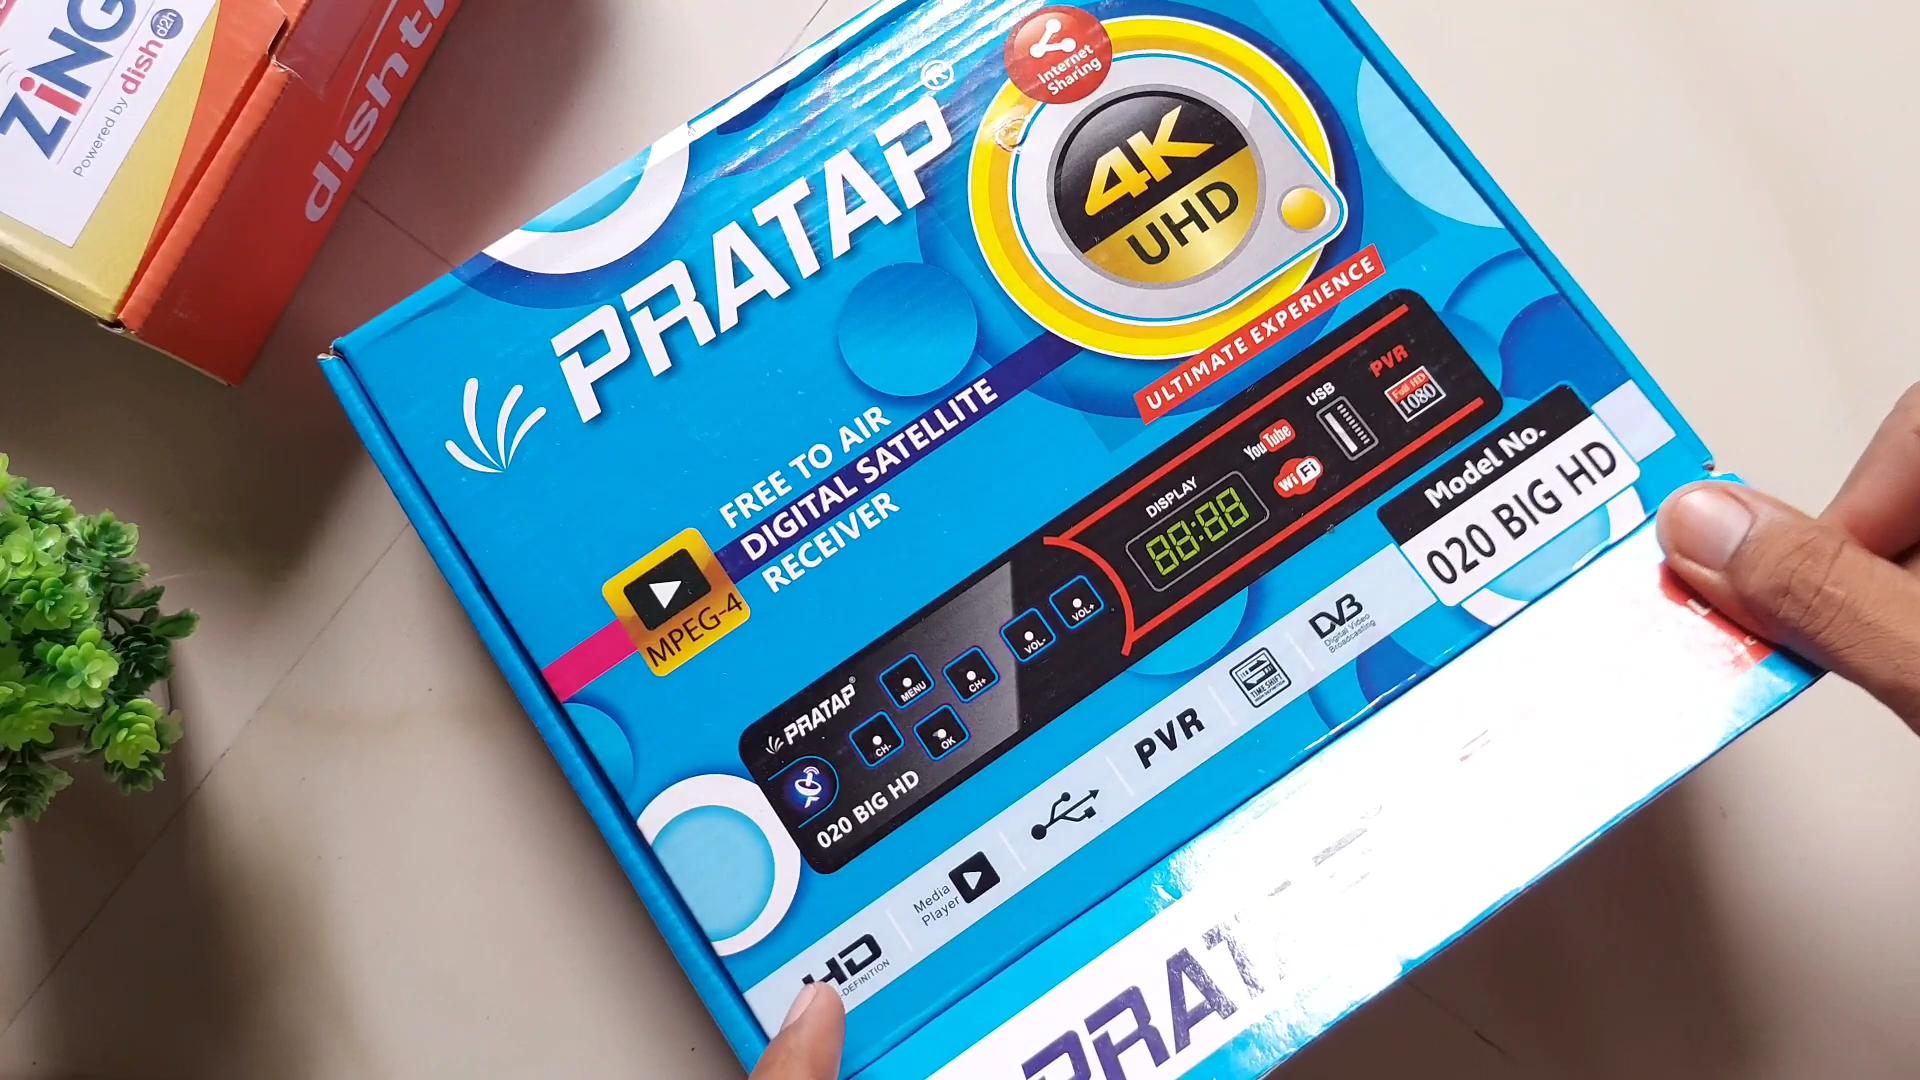 ZiNG
Powered by dish d2h
PRATAP®
Internet
Sharing
4K
UHD
ULTIMATE EXPERIENCE
FREE TO AIR
DIGITAL SATELLITE
RECEIVER
MPEG-4
PRATAP®
MENU
CH-
CH+
OK
VOL-
VOL+
020 BIG HD
DISPLAY
88:88
YouTube
WiFi
USB
PVR
Full HD
1080
Model No.
020 BIG HD
HD
-DEFINITION
Media
Player
PVR
TIME SHIFT
DVB
Digital Video
Broadcasting